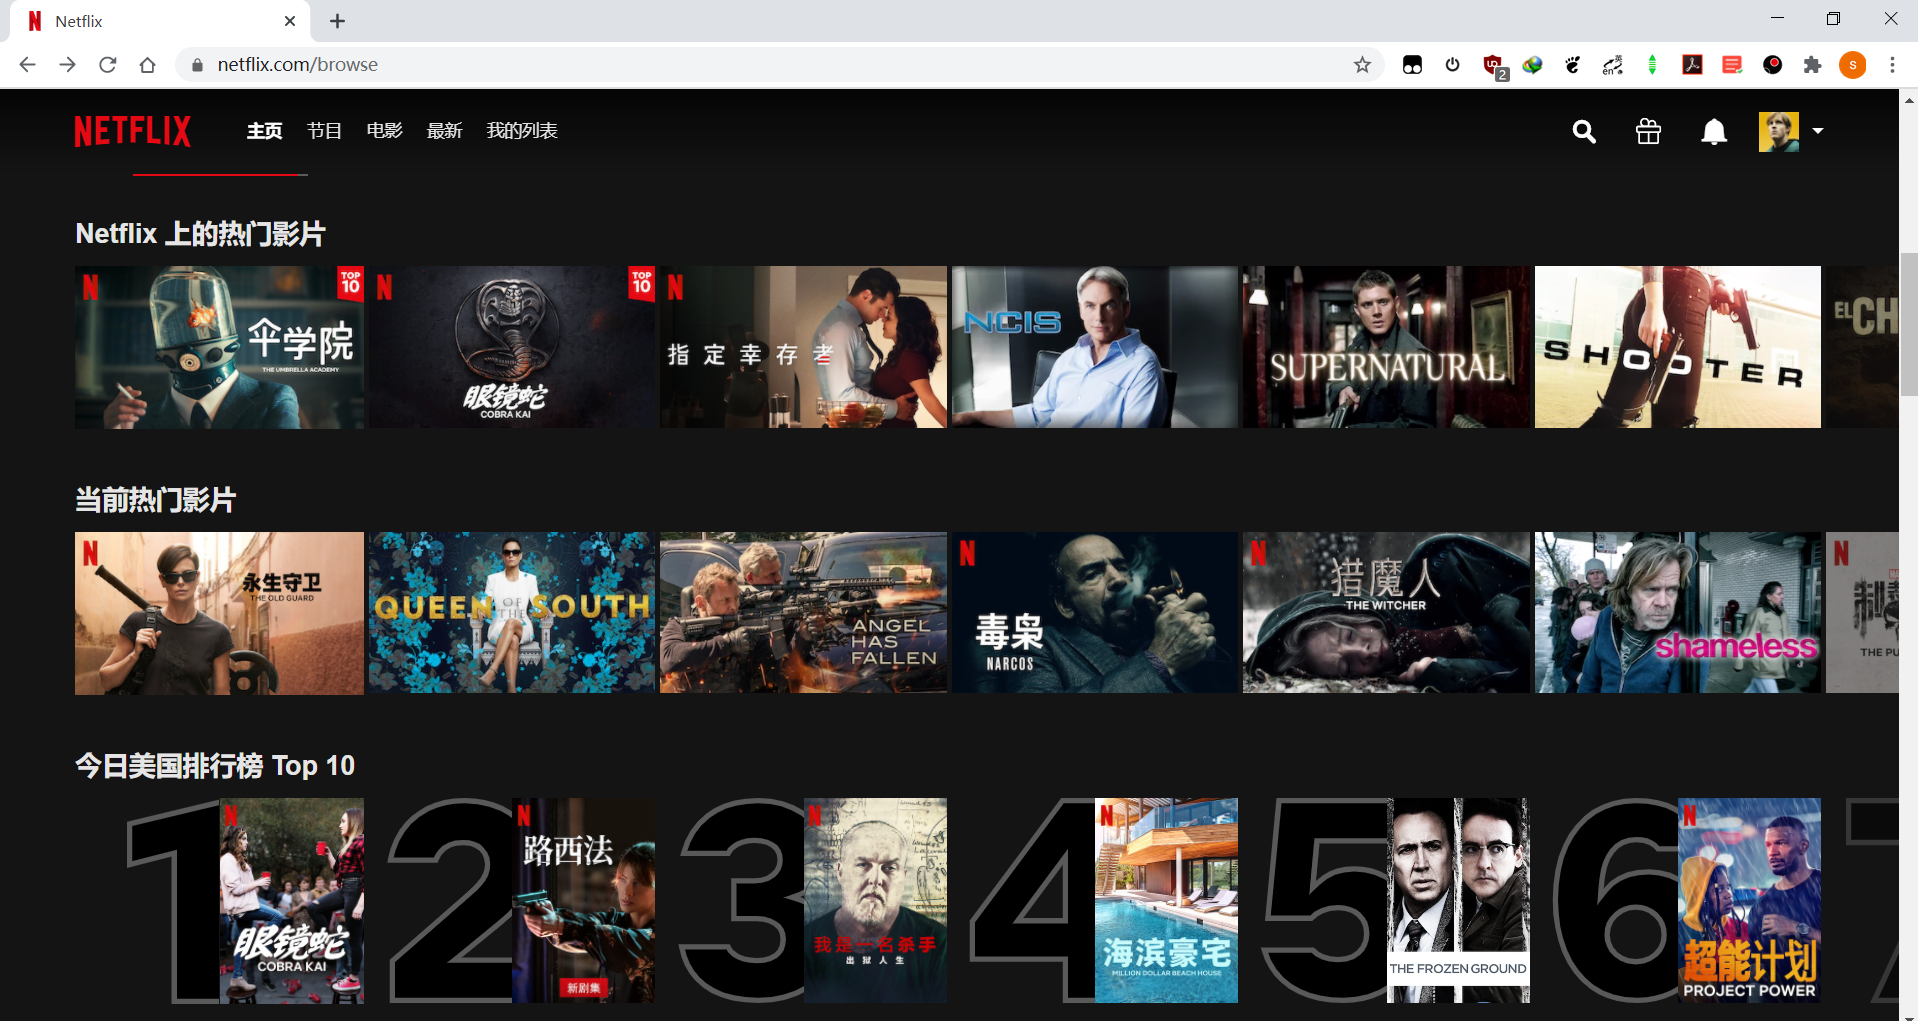 Netflix
netflix.com/browse
2
英
en
s
NETFLIX
主页
节目
电影
最新
我的列表
Netflix 上的热门影片
TOP
10
伞学院
THE UMBRELLA ACADEMY
TOP
10
眼镜蛇
COBRA KAI
指定幸存者
NCIS
SUPERNATURAL
SHOOTER
EL CH
当前热门影片
永生守卫
THE OLD GUARD
QUEEN OF THE SOUTH
ANGEL
HAS
FALLEN
毒枭
NARCOS
猎魔人
THE WITCHER
shameless
THE PU
今日美国排行榜 Top 10
1
眼镜蛇
COBRA KAI
2
路西法
新剧集
3
我是一名杀手
出狱人生
4
海滨豪宅
MILLION DOLLAR BEACH HOUSE
5
THE FROZEN GROUND
6
超能计划
PROJECT POWER
7